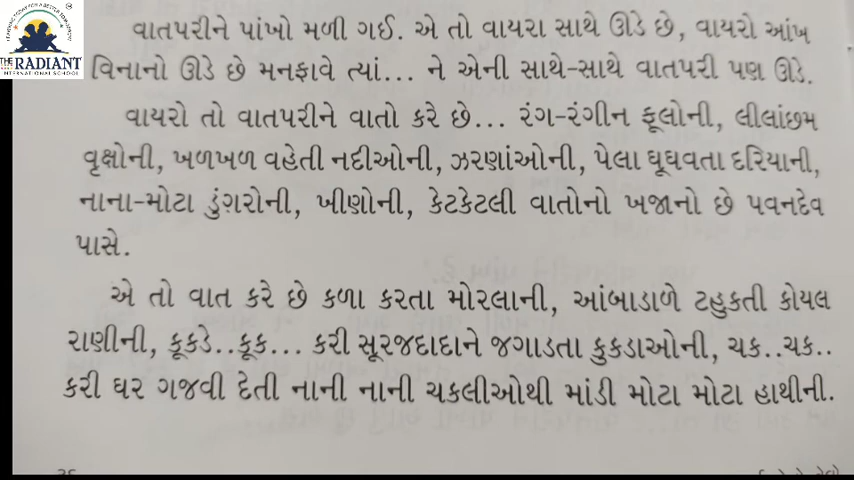 THE RADIANT
INTERNATIONAL SCHOOL
વાતપરીને પાંખો મળી ગઈ. એ તો વાયરા સાથે ઊડે છે, વાયરો આંખ
વિનાનો ઊડે છે મનફાવે ત્યાં... ને એની સાથે-સાથે વાતપરી પણ ઊડે.
વાયરો તો વાતપરીને વાતો કરે છે... રંગ-રંગીન ફૂલોની, લીલાંછમ
વૃક્ષોની, ખળખળ વહેતી નદીઓની, ઝરણાંઓની, પેલા ઘૂઘવતા દરિયાની,
નાના-મોટા ડુંગરોની, ખીણોની, કેટકેટલી વાતોનો ખજાનો છે પવનદેવ
પાસે.
એ તો વાત કરે છે કળા કરતા મોરલાની, આંબાડાળે ટહુકતી કોયલ
રાણીની, કૂકડે..કૂક... કરી સૂરજદાદાને જગાડતા કુકડાઓની, ચક..ચક..
કરી ઘર ગજવી દેતી નાની નાની ચકલીઓથી માંડી મોટા મોટા હાથીની.